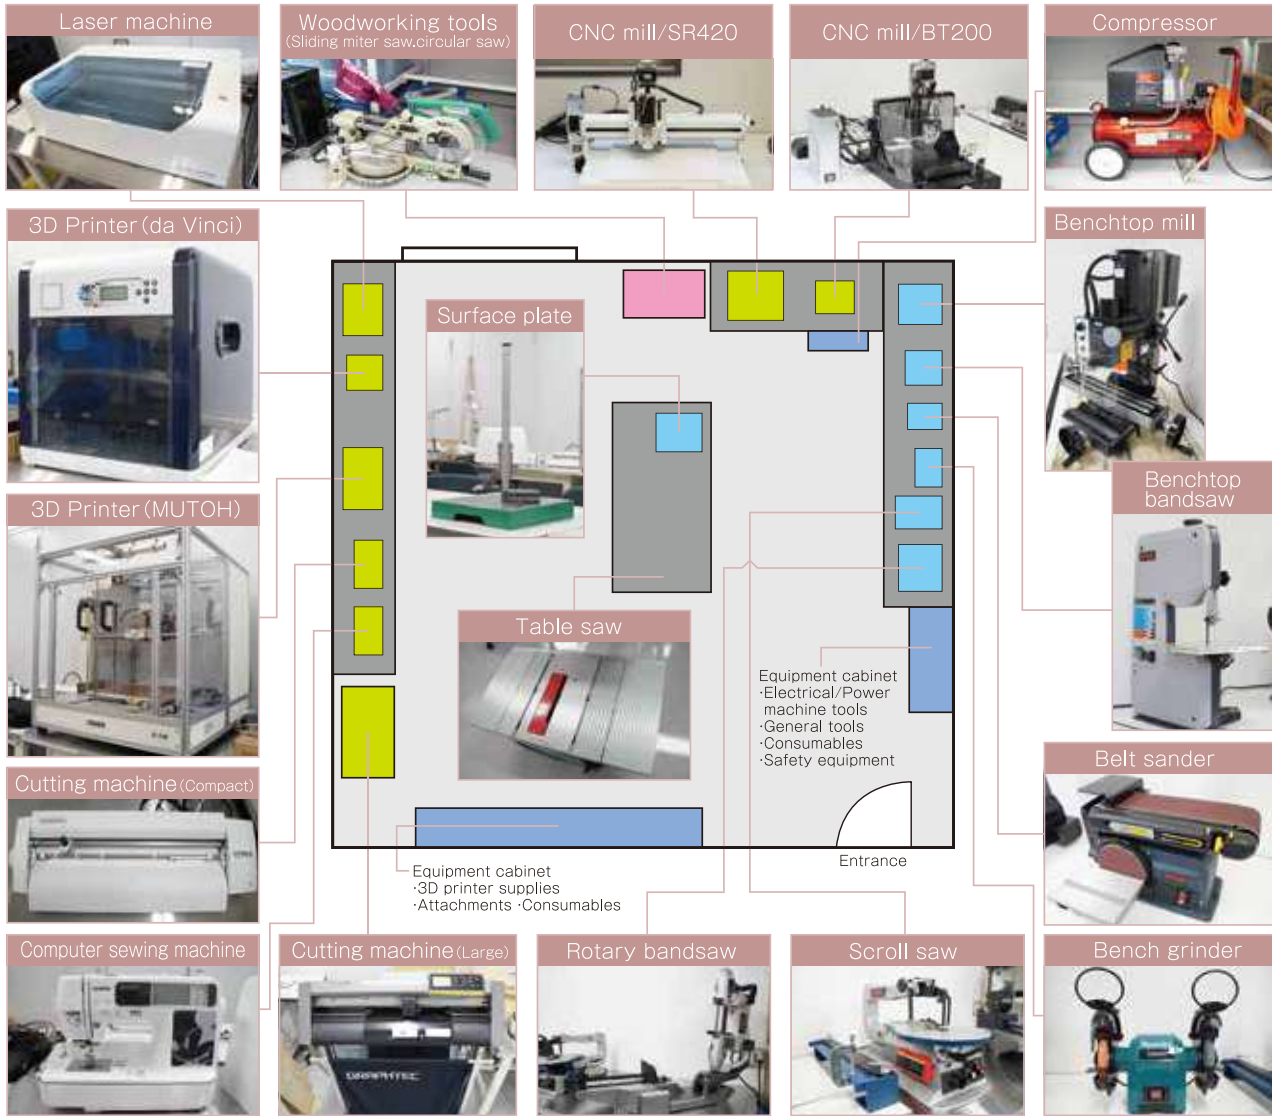 Laser machine
Woodworking tools
(Sliding miter saw.circular saw)
CNC mill/SR420
CNC mill/BT200
Compressor
3D Printer(da Vinci)
Benchtop mill
Surface plate
3D Printer(MUTOH)
Benchtop
bandsaw
Table saw
Equipment cabinet
·Electrical/Power
machine tools
·General tools
·Consumables
·Safety equipment
Belt sander
Cutting machine(Compact)
Entrance
Equipment cabinet
·3D printer supplies
·Attachments ·Consumables
Computer sewing machine
Cutting machine(Large)
Rotary bandsaw
Scroll saw
Bench grinder
GRAPHTEC